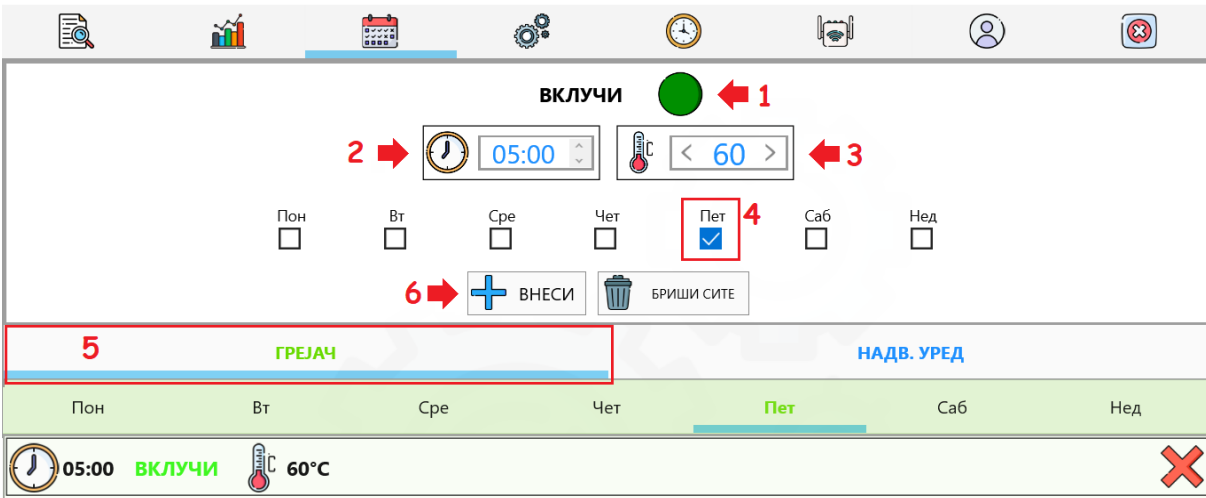 ВКЛУЧИ 1
2 05:00 C < 60 > 3
Пон Вт Сре Чет Пет 4 Саб Нед
6 ВНЕСИ БРИШИ СИТЕ
5 ГРЕЈАЧ НАДВ. УРЕД
Пон Вт Сре Чет Пет Саб Нед
05:00 ВКЛУЧИ C 60°C